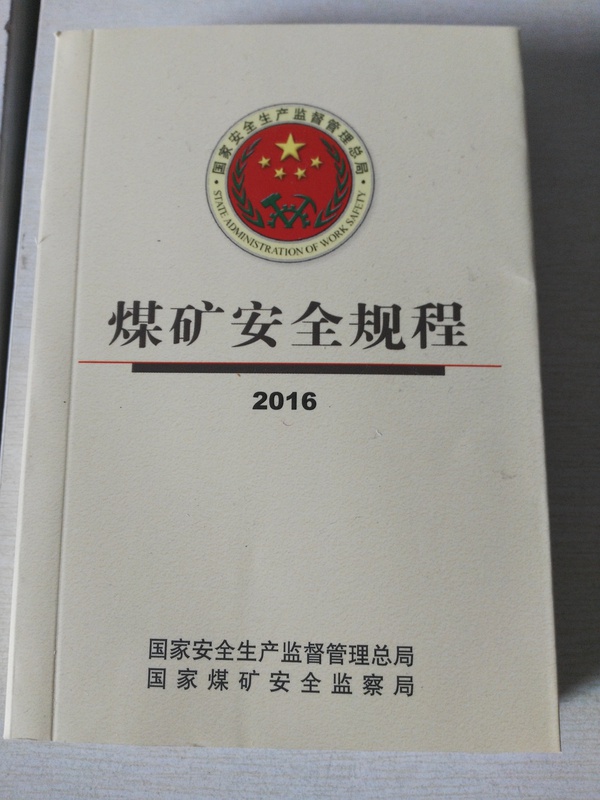 国家安全生产监督管理总局
STATE ADMINISTRATION OF WORK SAFETY
煤矿安全规程
2016
国家安全生产监督管理总局
国家煤矿安全监察局